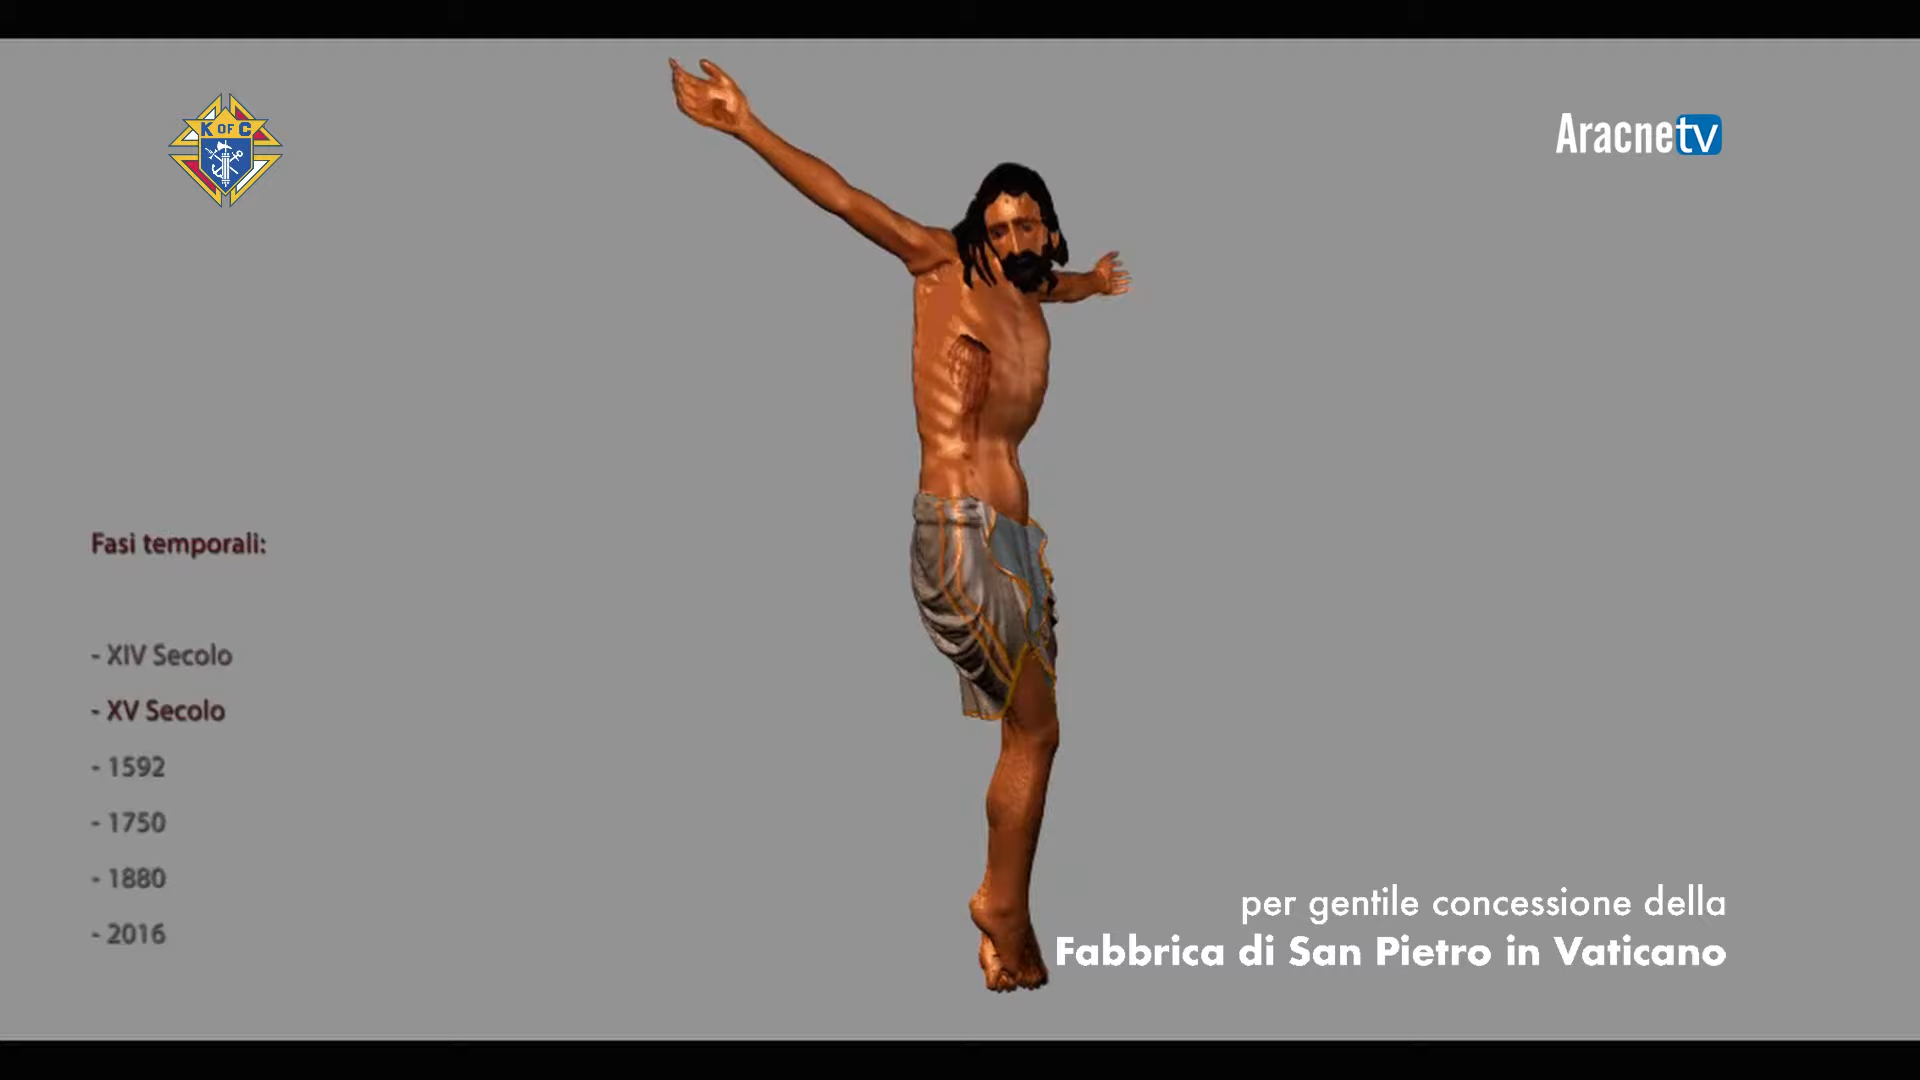 K OF C
Aracnetv
Fasi temporali:
- XIV Secolo
- XV Secolo
- 1592
- 1750
- 1880
- 2016
per gentile concessione della
Fabbrica di San Pietro in Vaticano